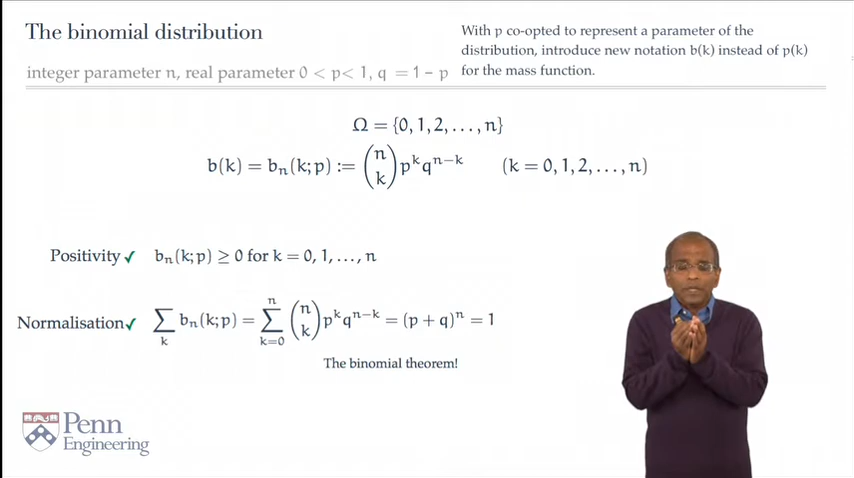 The binomial distribution
With p co-opted to represent a parameter of the
distribution, introduce new notation b(k) instead of p(k)
for the mass function.
integer parameter n, real parameter 0 < p < 1, q = 1 − p
Ω = {0, 1, 2, . . . , n}
b(k) = bₙ(k; p) := (n k) pᵏqⁿ⁻ᵏ (k = 0, 1, 2, . . . , n)
Positivity ✓ bₙ(k; p) ≥ 0 for k = 0, 1, . . . , n
Normalisation ✓ ∑ₖ bₙ(k; p) = ∑ₖ₌₀ⁿ (n k) pᵏqⁿ⁻ᵏ = (p + q)ⁿ = 1
The binomial theorem!
Penn
Engineering